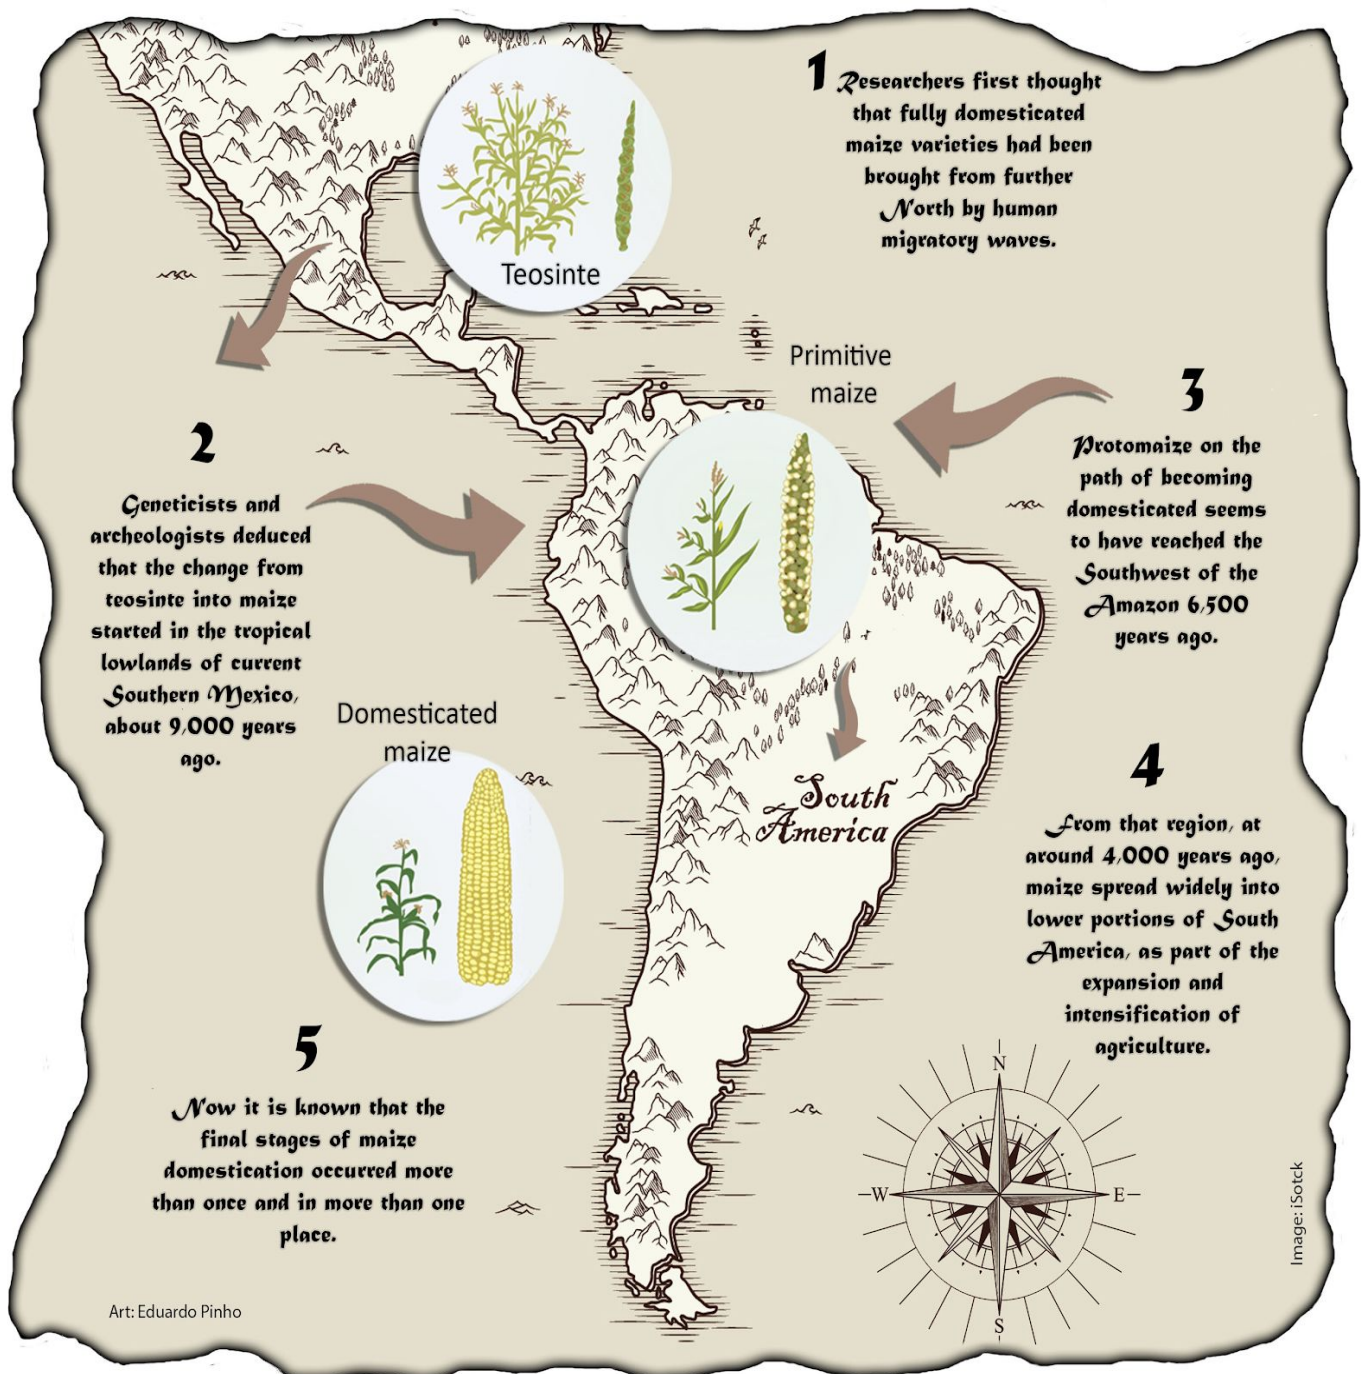 1 Researchers first thought
that fully domesticated
maize varieties had been
brought from further
North by human
migratory waves.
Teosinte
2
Geneticists and
archeologists deduced
that the change from
teosinte into maize
started in the tropical
lowlands of current
Southern Mexico,
about 9,000 years
ago.
Primitive
maize
3
Protomaize on the
path of becoming
domesticated seems
to have reached the
Southwest of the
Amazon 6,500
years ago.
South
America
4
From that region, at
around 4,000 years ago,
maize spread widely into
lower portions of South
America, as part of the
expansion and
intensification of
agriculture.
Domesticated
maize
5
Now it is known that the
final stages of maize
domestication occurred more
than once and in more than one
place.
N
W
E
S
Art: Eduardo Pinho
Image: iSotck